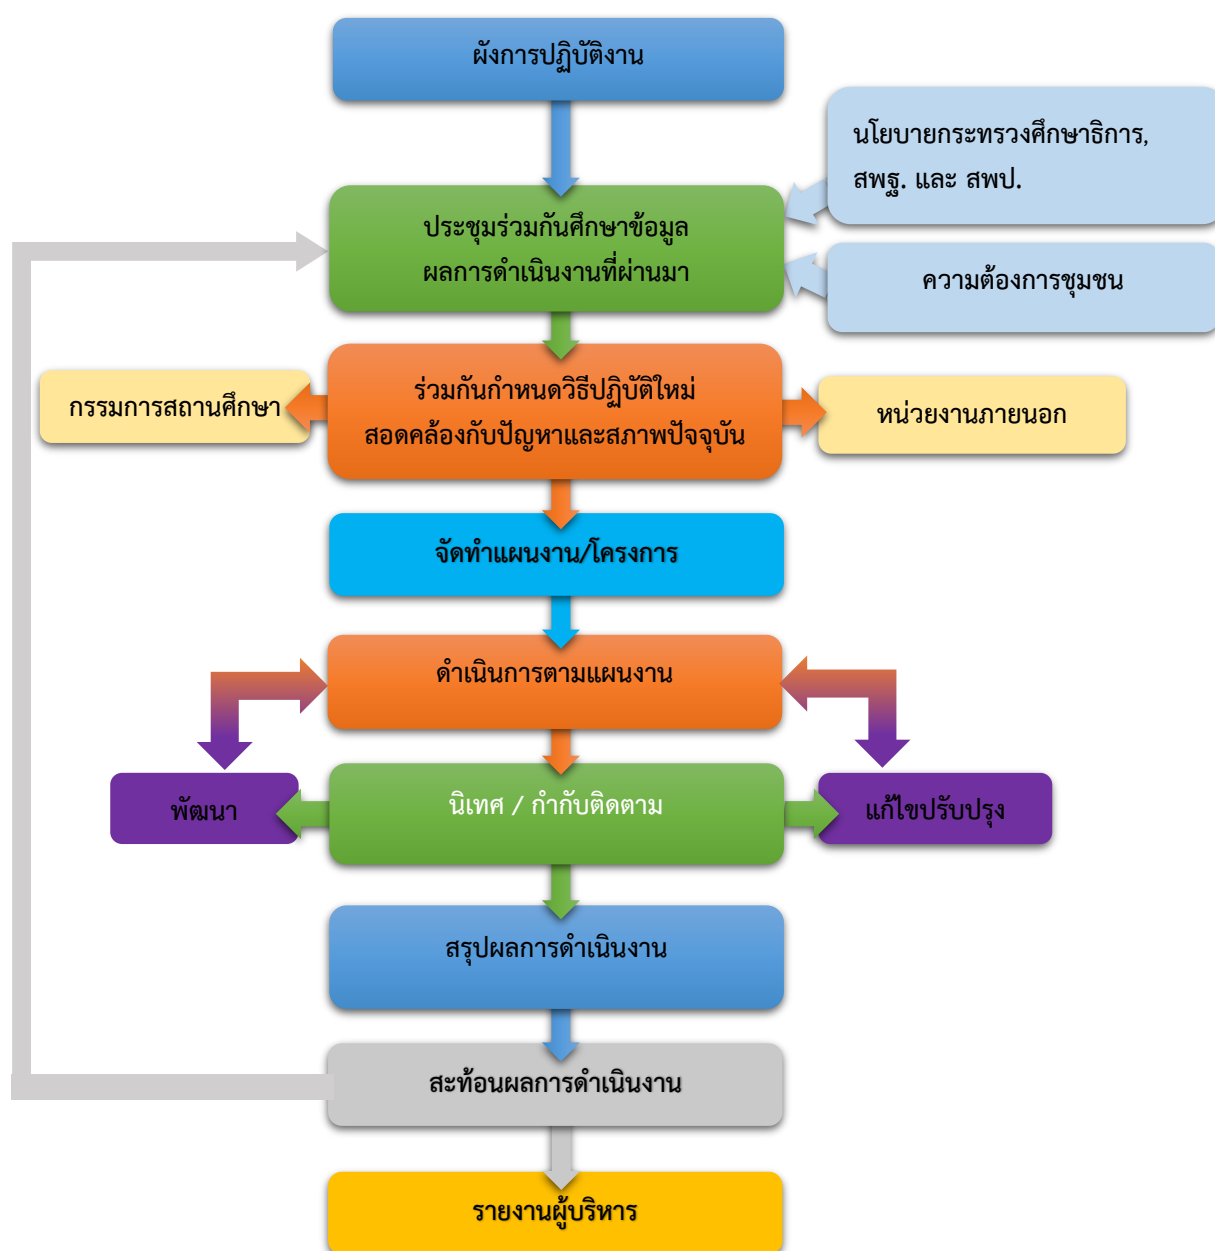 ผังการปฏิบัติงาน
นโยบายกระทรวงศึกษาธิการ,
สพฐ. และ สพป.
ประชุมร่วมกันศึกษาข้อมูล
ผลการดำเนินงานที่ผ่านมา
ความต้องการชุมชน
ร่วมกันกำหนดวิธีปฏิบัติใหม่
สอดคล้องกับปัญหาและสภาพปัจจุบัน
กรรมการสถานศึกษา
หน่วยงานภายนอก
จัดทำแผนงาน/โครงการ
ดำเนินการตามแผนงาน
พัฒนา
นิเทศ / กำกับติดตาม
แก้ไขปรับปรุง
สรุปผลการดำเนินงาน
สะท้อนผลการดำเนินงาน
รายงานผู้บริหาร